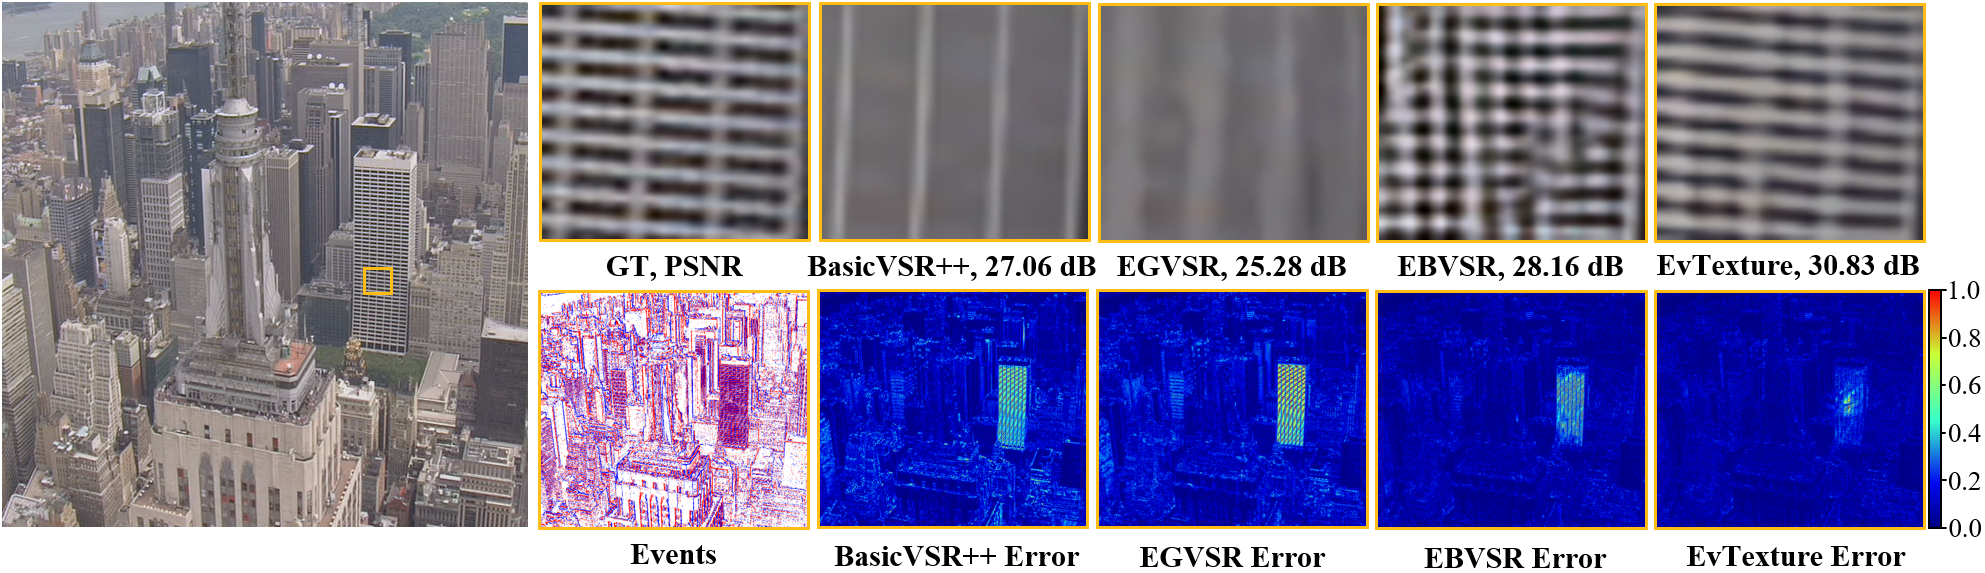 GT, PSNR
BasicVSR++, 27.06 dB
EGVSR, 25.28 dB
EBVSR, 28.16 dB
EvTexture, 30.83 dB
1.0
0.8
0.6
0.4
0.2
0.0
Events
BasicVSR++ Error
EGVSR Error
EBVSR Error
EvTexture Error